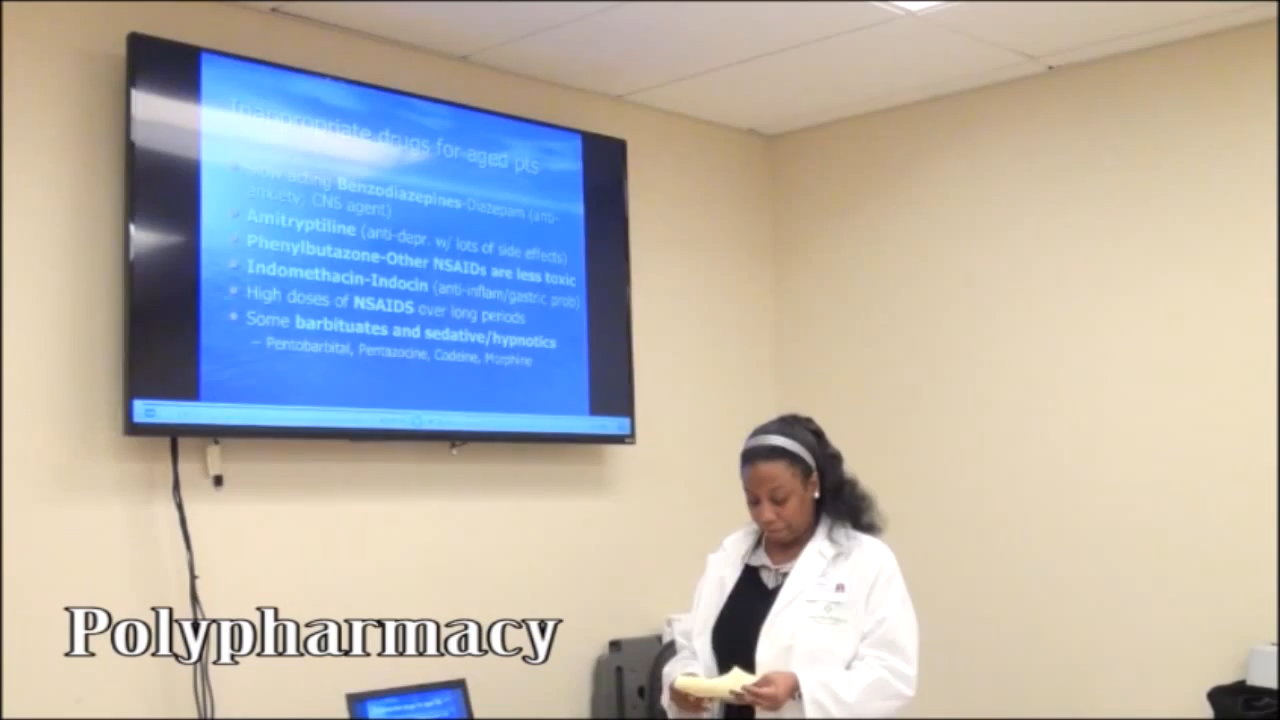 Inappropriate drugs for aged pts
acting Benzodiazepines-Diazepam (anti-
anxiety; CNS agent)
Amitryptiline (anti-depr. w/ lots of side effects)
Phenylbutazone-Other NSAIDs are less toxic
Indomethacin-Indocin (anti-inflam/gastric prob)
High doses of NSAIDS over long periods
Some barbituates and sedative/hypnotics
– Pentobarbital, Pentazocine, Codeine, Morphine
Polypharmacy